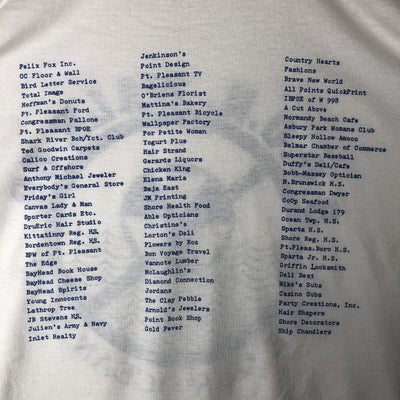 Felix Fox Inc.
OC Floor & Wall
Bird Letter Service
Total Image
Hoffman's Donuts
Pt. Pleasant Ford
Congressman Pallone
Pt. Pleasant BPOE
Shark River Boh/Yct. Club
Ted Goodwin Carpets
Calico Creations
Surf & Offshore
Anthony Michael Jeweler
Everybody's General Store
Friday's Girl
Canvas Lady & Man
Sporter Cards Etc.
DruEric Hair Studio
Kittatinny Reg. H.S.
Bordentown Reg. H.S.
BPW of Pt. Pleasant
The Edge
BayHead Book House
BayHead Cheese Shop
BayHead Spirits
Young Innocents
Lathrop Tree
JB Stevens H.S.
Julien's Army & Navy
Inlet Realty
Jenkinson's
Point Design
Pt. Pleasant TV
Bagelicious
O'Briens Florist
Mattina's Bakery
Pt. Pleasant Bicycle
Wallpaper Factory
For Petite Women
Yogurt Plus
Hair Strand
Gerards Liquors
Chicken King
Elena Maria
Baja East
JM Printing
Shore Health Food
Able Opticians
Christine's
Lorton's Deli
Flowers by Ros
Bon Voyage Travel
Vannote Lumber
McLaughlin's
Diamond Connection
Jordans
The Clay Pebble
Arnold's Jewelers
Point Book Shop
Gold Fever
Country Hearts
Fashions
Brave New World
All Points QuickPrint
IBPOE of W 998
A Cut Above
Normandy Beach Cafe
Asbury Park Womans Club
Sleepy Points Amoco
Belmar Chamber of Commerce
Superstar Baseball
Duffy's Deli/Cafe
Bobb-Massey Optician
N.Brunswick H.S.
Congressman Dwyer
CoOp Seafood
Durand Lodge 179
Ocean Twp. H.S.
Sparta H.S.
Shore Reg. H.S.
Pt.Pleas.Boro H.S.
Sparta Jr. H.S.
Griffin Locksmith
Deli Beat
Mike's Subs
Casino Subs
Party Creations, Inc.
Hair Shapers
Shore Decorators
Ship Chandlers